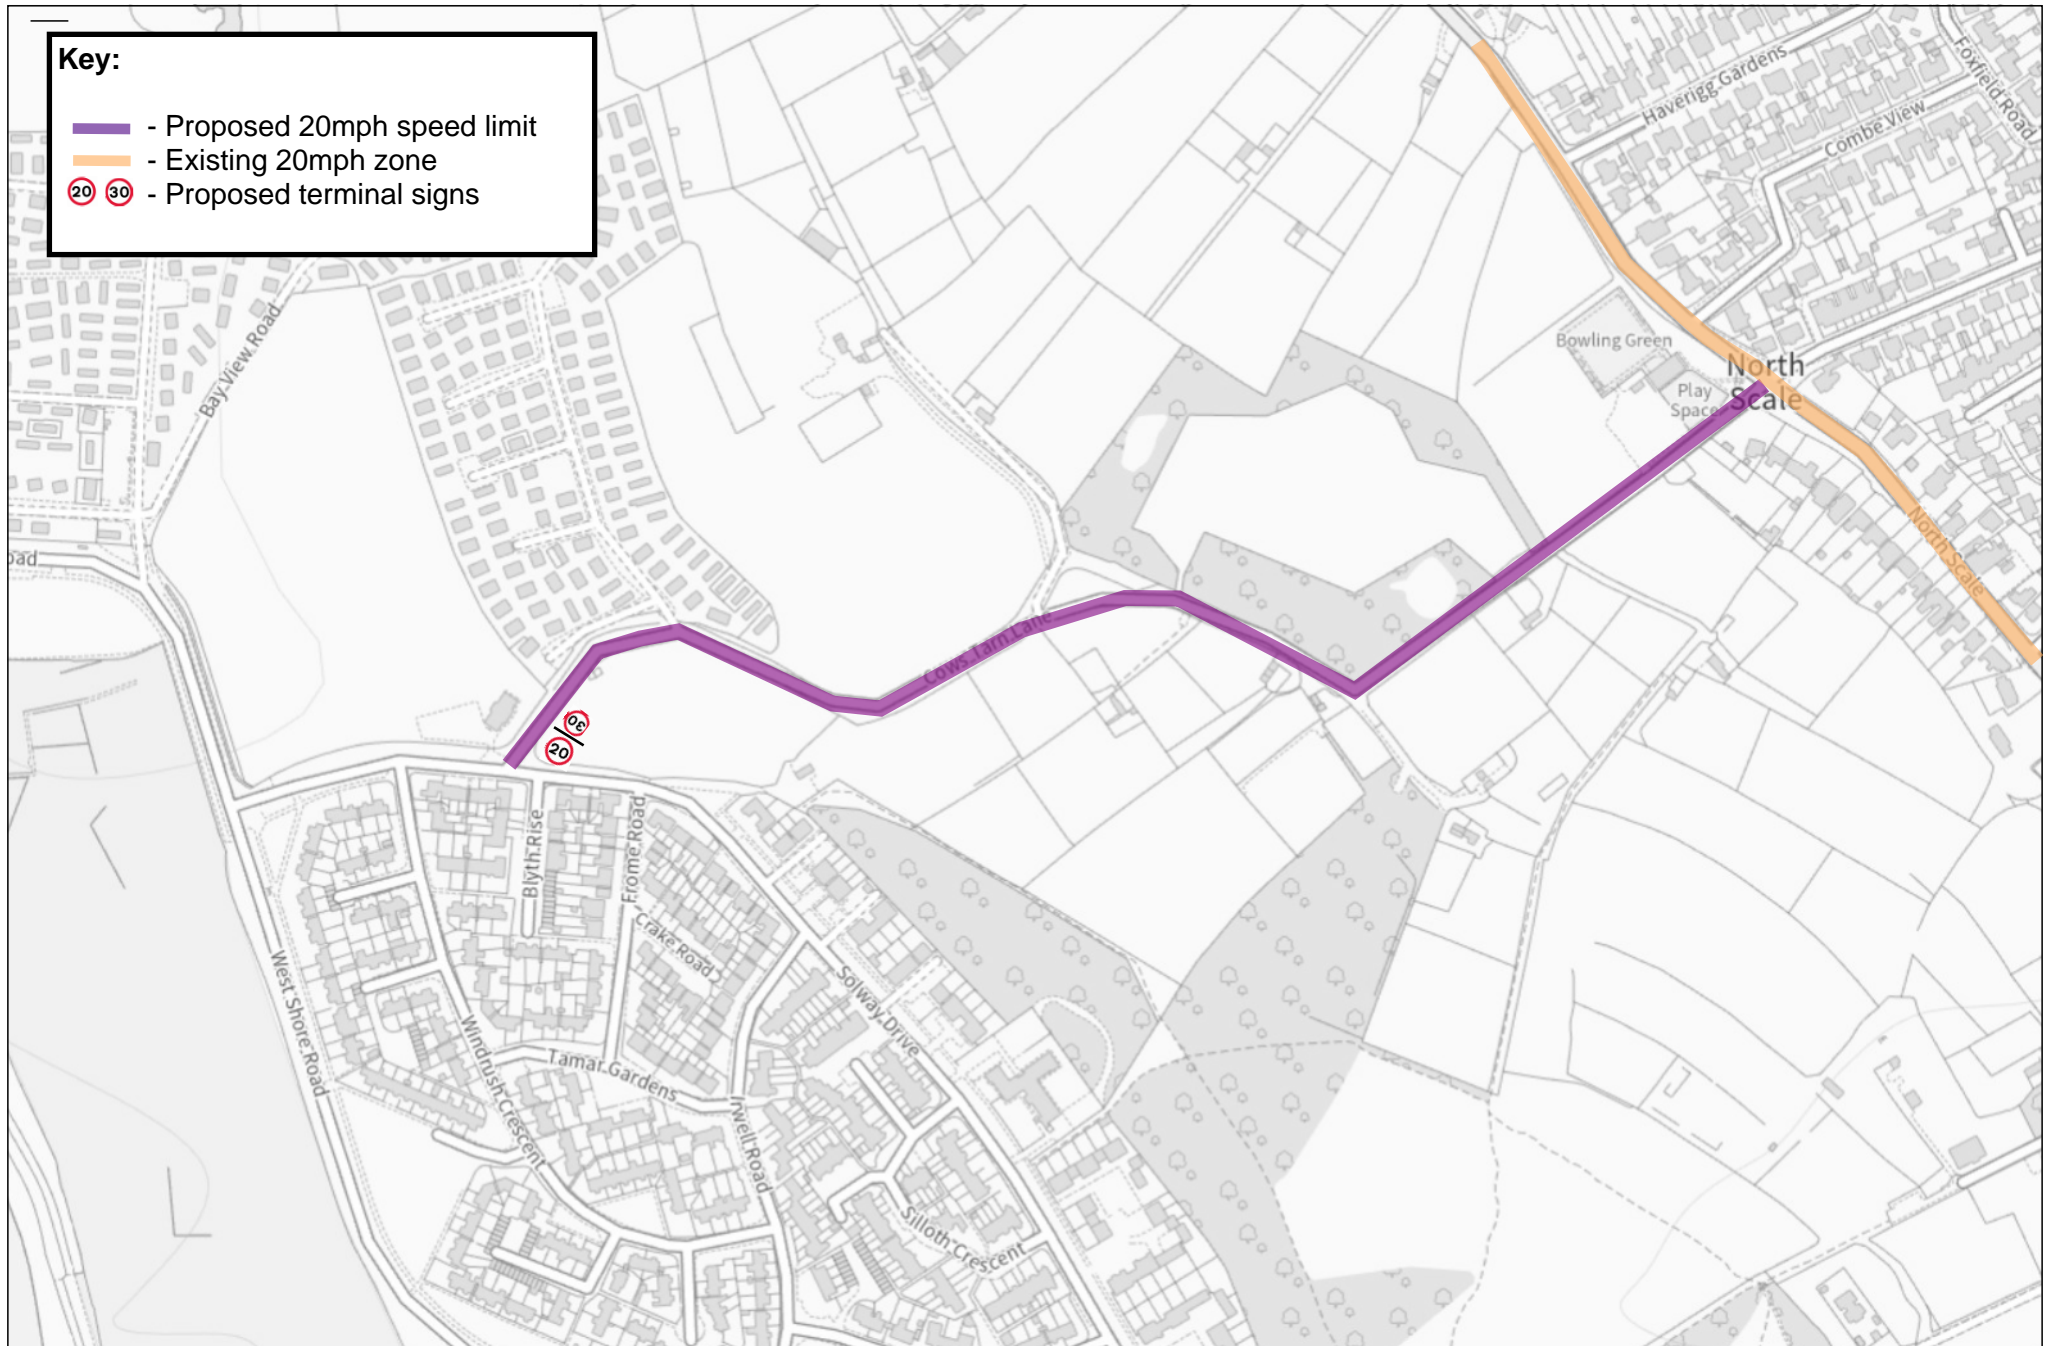 Key:
- Proposed 20mph speed limit
- Existing 20mph zone
20 30 - Proposed terminal signs
Foxfield Road
Haverigg Gardens
Combe View
Bay View Road
Bowling Green
North
Scale
Play
Space
North Scale
oad
Cows Tarn Lane
30
20
Blyth Rise
Frome Road
Crake Road
Solway Drive
West Shore Road
Windrush Crescent
Tamar Gardens
Irwell Road
Silloth Crescent